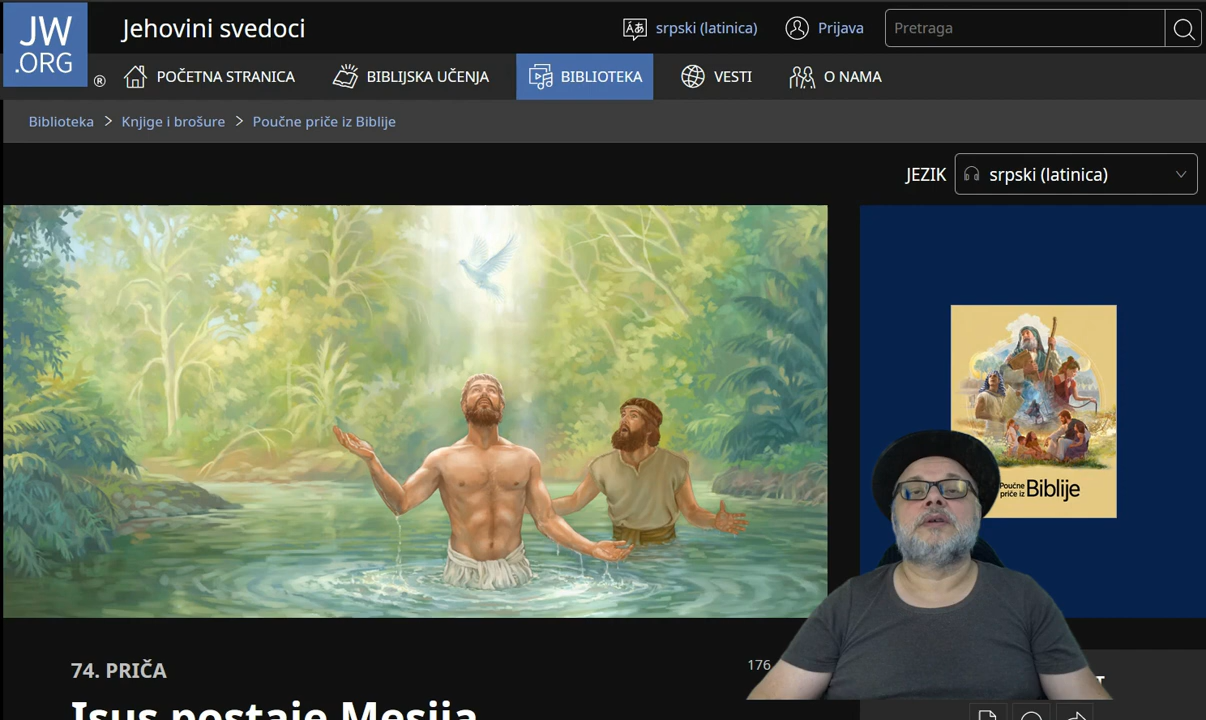 JW
.ORG
®
Jehovini svedoci
srpski (latinica)
Prijava
Pretraga
POČETNA STRANICA
BIBLIJSKA UČENJA
BIBLIOTEKA
VESTI
O NAMA
Biblioteka > Knjige i brošure > Poučne priče iz Biblije
JEZIK
srpski (latinica)
Poučne
priče iz Biblije
74. PRIČA
176
Isus postaje Mesija